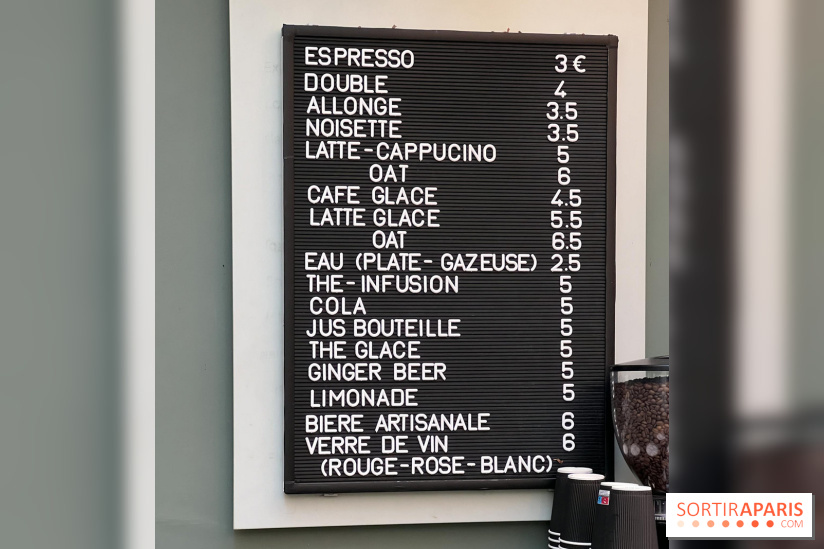 ESPRESSO 3€
DOUBLE 4
ALLONGE 3.5
NOISETTE 3.5
LATTE-CAPPUCINO 5
OAT 6
CAFE GLACE 4.5
LATTE GLACE 5.5
OAT 6.5
EAU (PLATE-GAZEUSE) 2.5
THE-INFUSION 5
COLA 5
JUS BOUTEILLE 5
THE GLACE 5
GINGER BEER 5
LIMONADE 5
BIERE ARTISANALE 6
VERRE DE VIN 6
(ROUGE-ROSE-BLANC)
SORTIRAPARIS
.COM